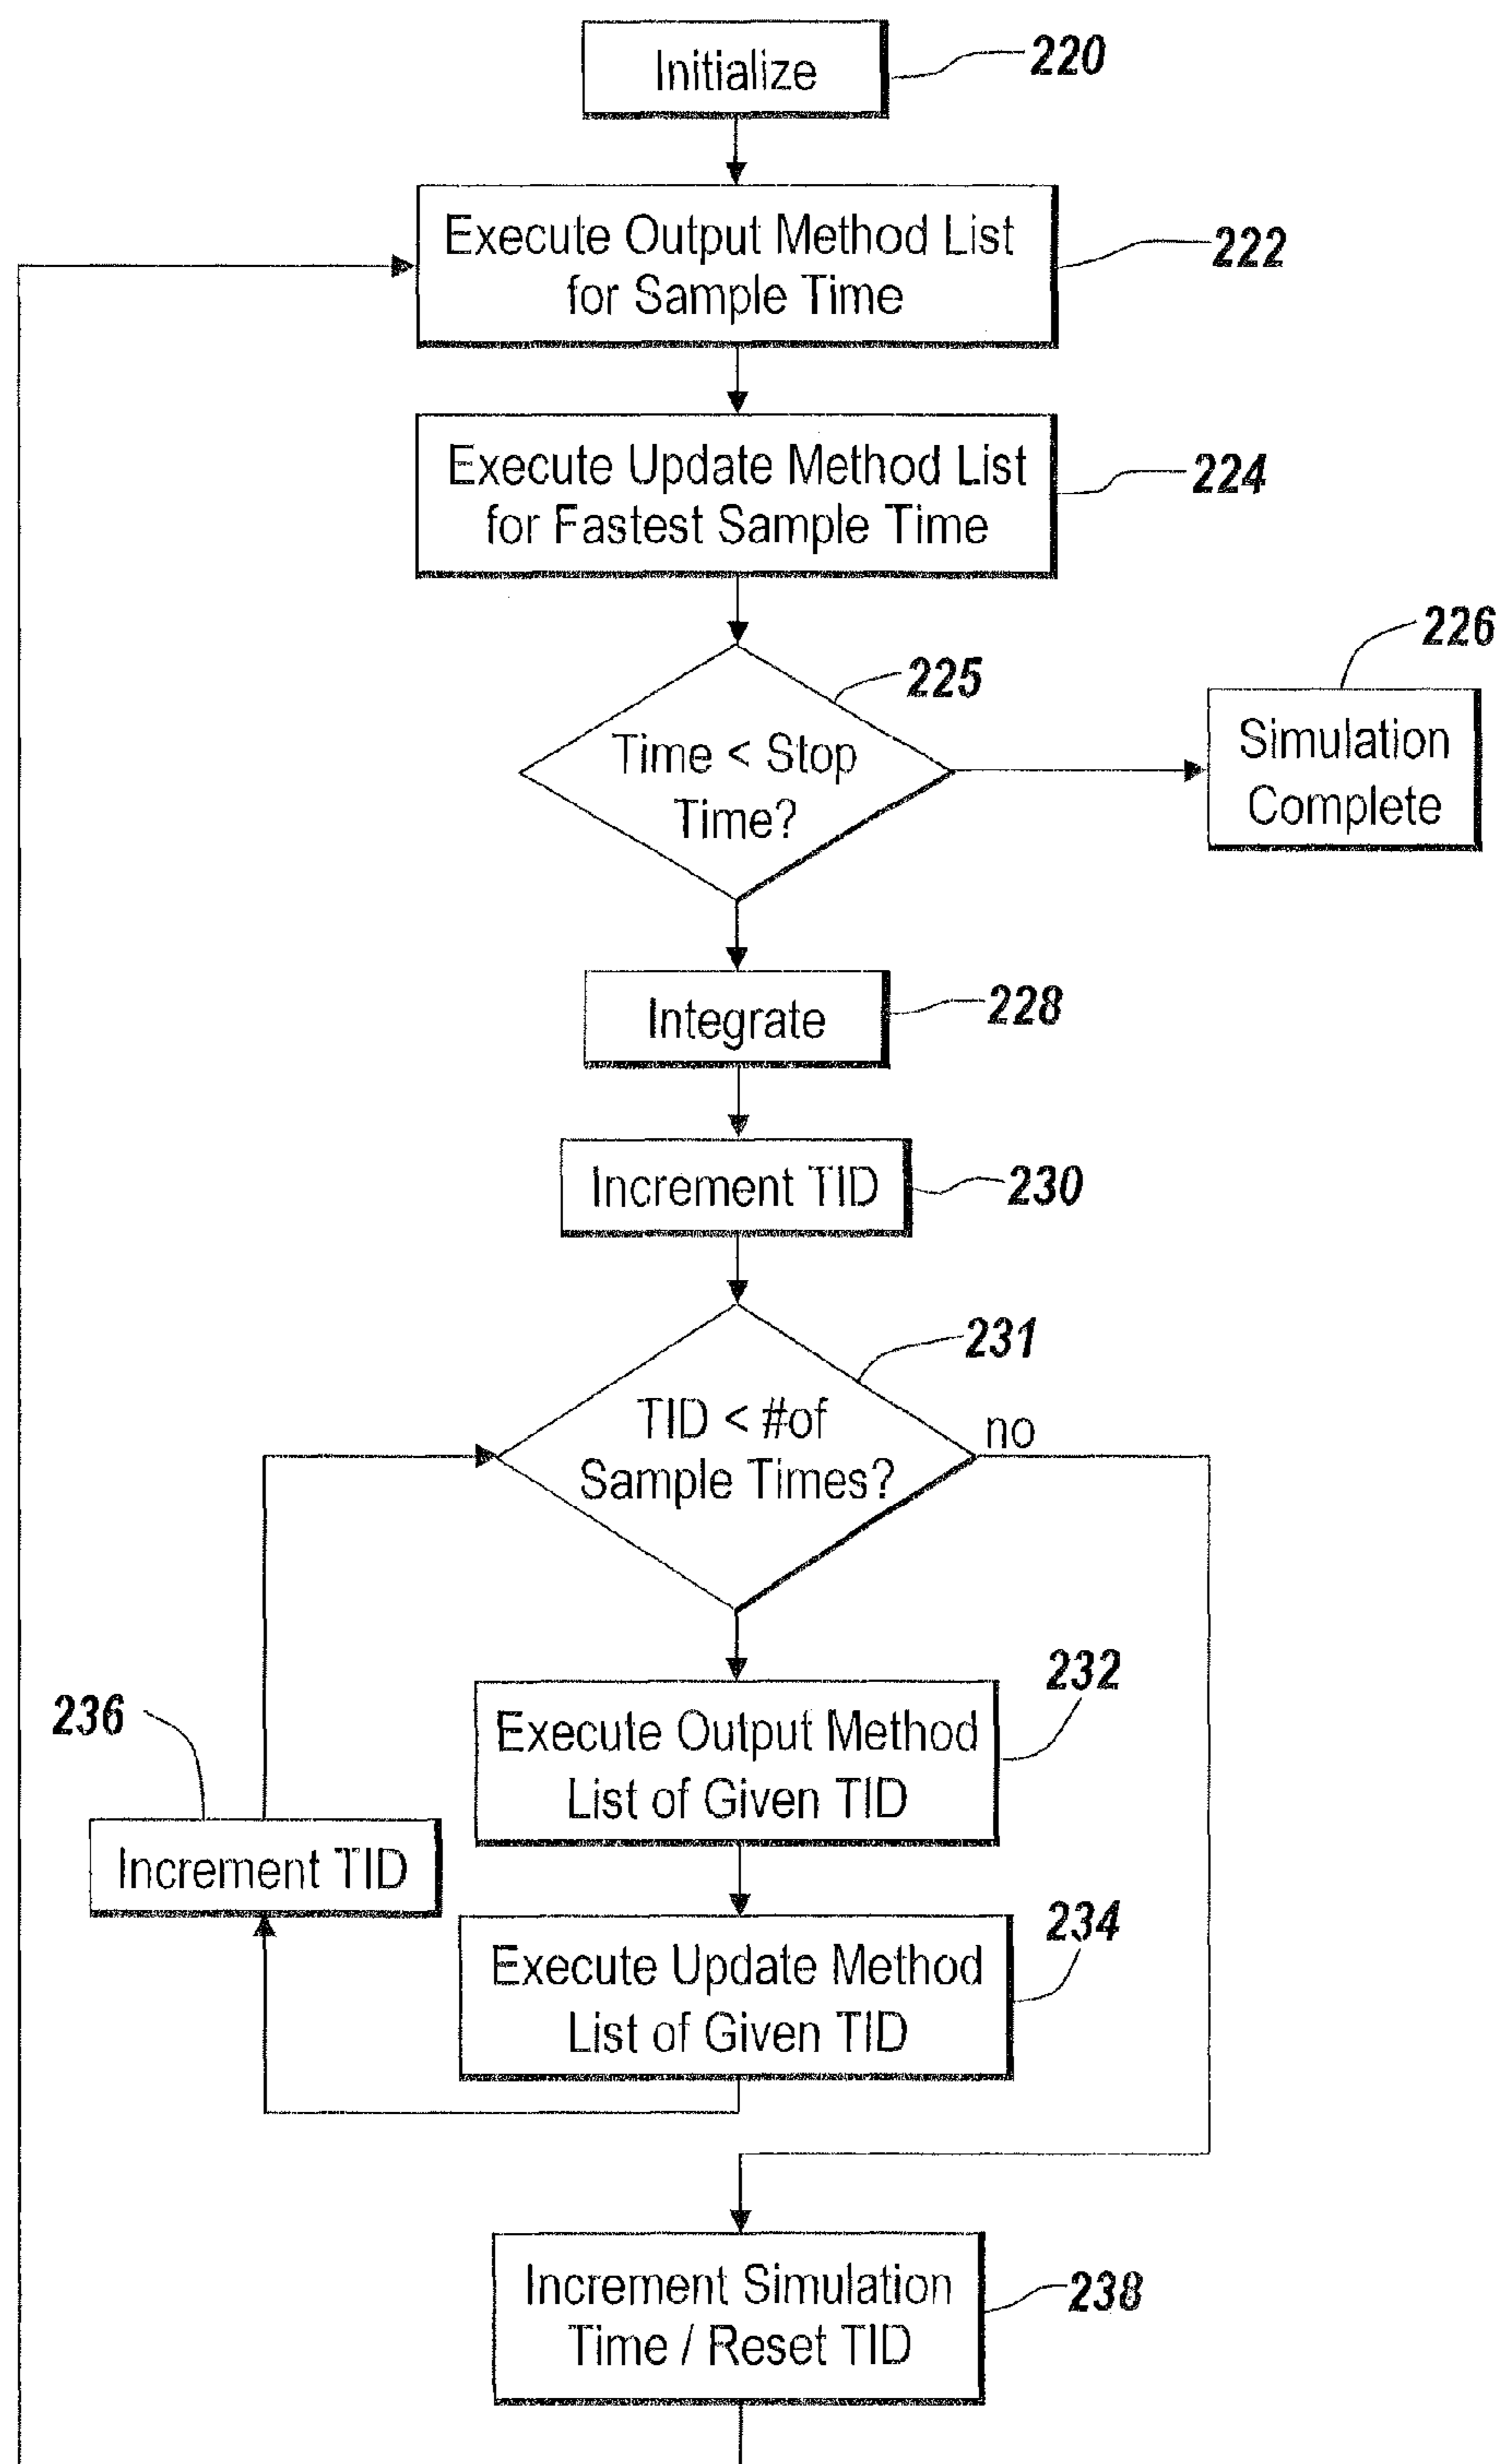 Initialize
220
Execute Output Method List
for Sample Time
222
Execute Update Method List
for Fastest Sample Time
224
Time < Stop
Time?
225
226
Simulation
Complete
Integrate
228
Increment TID
230
TID < #of
Sample Times?
231
no
Execute Output Method
List of Given TID
232
236
Increment TID
Execute Update Method
List of Given TID
234
Increment Simulation
Time / Reset TID
238